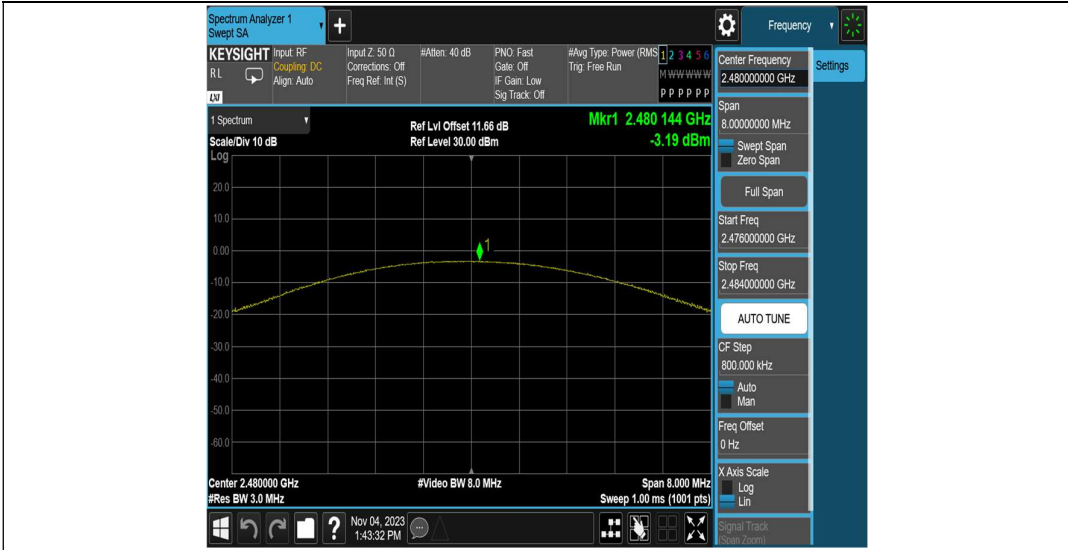 Spectrum Analyzer 1
Swept SA
+
Frequency
KEYSIGHT
RL
LXI
Input: RF
Coupling: DC
Align: Auto
Input Z: 50 Ω
Corrections: Off
Freq Ref: Int (S)
#Atten: 40 dB
PNO: Fast
Gate: Off
IF Gain: Low
Sig Track: Off
#Avg Type: Power (RMS
Trig: Free Run
1 2 3 4 5 6
M W W W W W
P P P P P P
1 Spectrum
Scale/Div 10 dB
Ref Lvl Offset 11.66 dB
Ref Level 30.00 dBm
Mkr1 2.480 144 GHz
-3.19 dBm
Log
20.0
10.0
0.00
-10.0
-20.0
-30.0
-40.0
-50.0
-60.0
1
Center 2.480000 GHz
#Res BW 3.0 MHz
#Video BW 8.0 MHz
Span 8.000 MHz
Sweep 1.00 ms (1001 pts)
Nov 04, 2023
1:43:32 PM
?
Center Frequency
2.480000000 GHz
Settings
Span
8.00000000 MHz
Swept Span
Zero Span
Full Span
Start Freq
2.476000000 GHz
Stop Freq
2.484000000 GHz
AUTO TUNE
CF Step
800.000 kHz
Auto
Man
Freq Offset
0 Hz
X Axis Scale
Log
Lin
Signal Track
(Span Zoom)